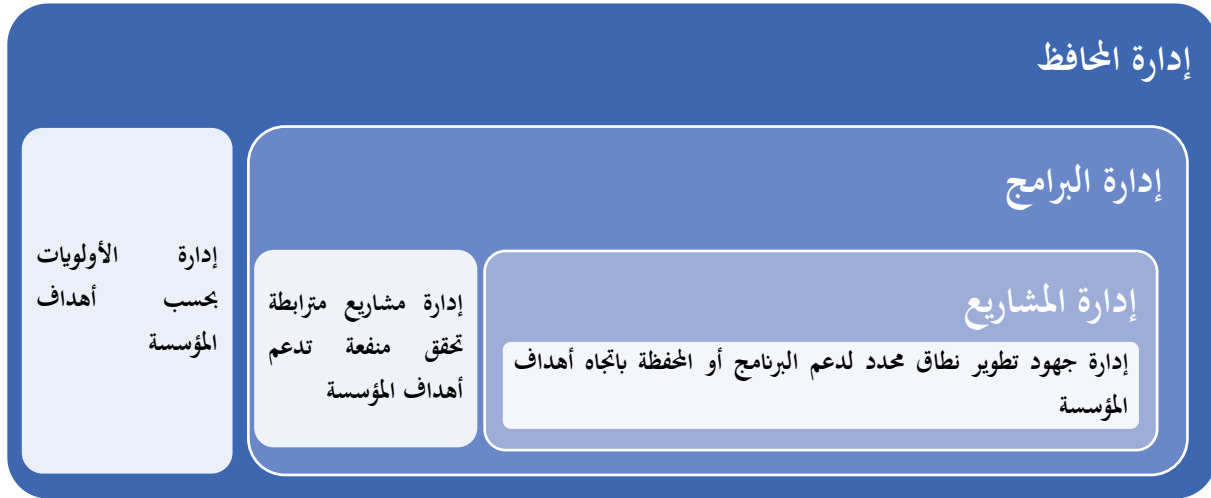 إدارة المحافظ
إدارة البرامج
إدارة المشاريع
إدارة جهود تطوير نطاق محدد لدعم البرنامج أو المحفظة باتجاه أهداف
المؤسسة
إدارة مشاريع مترابطة
تحقق منفعة تدعم
أهداف المؤسسة
إدارة الأولويات
بحسب أهداف
المؤسسة